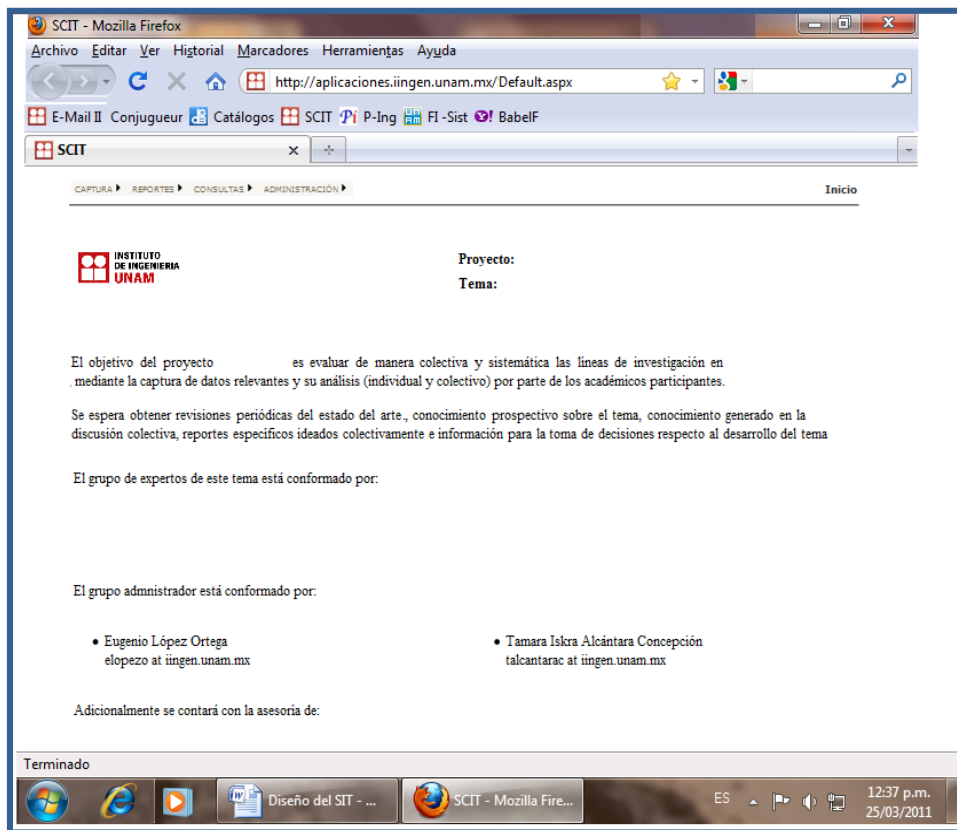 SCIT - Mozilla Firefox
Archivo Editar Ver Historial Marcadores Herramientas Ayuda
http://aplicaciones.iingen.unam.mx/Default.aspx
E-Mail II Conjugueur Catálogos SCIT Pi P-Ing FI -Sist BabelF
SCIT
CAPTURA REPORTES CONSULTAS ADMINISTRACIÓN Inicio
INSTITUTO
DE INGENIERIA
UNAM
Proyecto:
Tema:
El objetivo del proyecto es evaluar de manera colectiva y sistemática las líneas de investigación en
, mediante la captura de datos relevantes y su análisis (individual y colectivo) por parte de los académicos participantes.
Se espera obtener revisiones periódicas del estado del arte., conocimiento prospectivo sobre el tema, conocimiento generado en la
discusión colectiva, reportes específicos ideados colectivamente e información para la toma de decisiones respecto al desarrollo del tema
El grupo de expertos de este tema está conformado por:
El grupo admnistrador está conformado por:
• Eugenio López Ortega
elopezo at iingen.unam.mx
• Tamara Iskra Alcántara Concepción
talcantarac at iingen.unam.mx
Adicionalmente se contará con la asesoría de:
Terminado
Diseño del SIT - ... SCIT - Mozilla Fire... ES 12:37 p.m.
25/03/2011